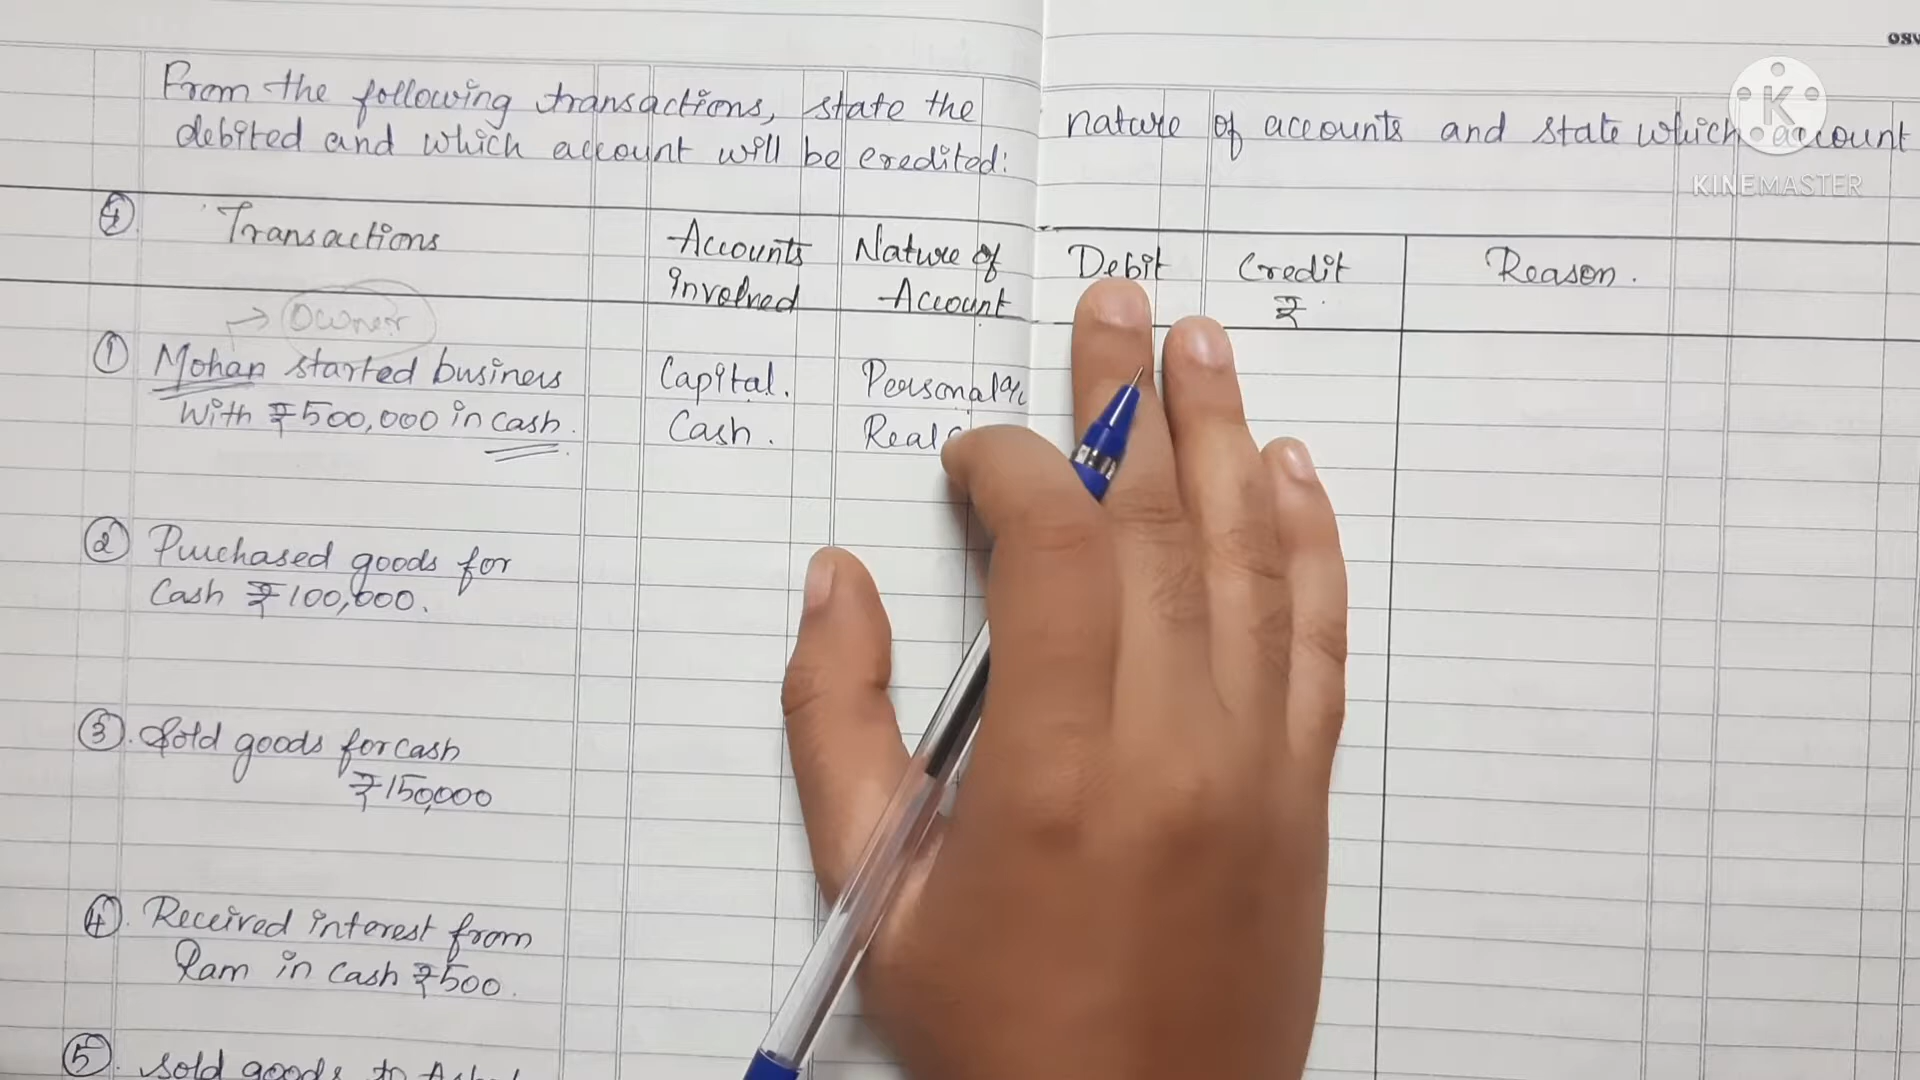 From the following transactions, state the nature of accounts and state which account
debited and which account will be credited:
Transactions
Accounts involved
Nature of Account
Debit
Credit ₹
Reason.
→ Owner
① Mohan started business
with ₹500,000 in cash.
Capital.
Personal a/c
Cash.
Real
② Purchased goods for
Cash ₹100,000.
③. Sold goods for cash
₹150,000
④. Received interest from
Ram in cash ₹500.
⑤. Sold goods to
K
KINEMASTER